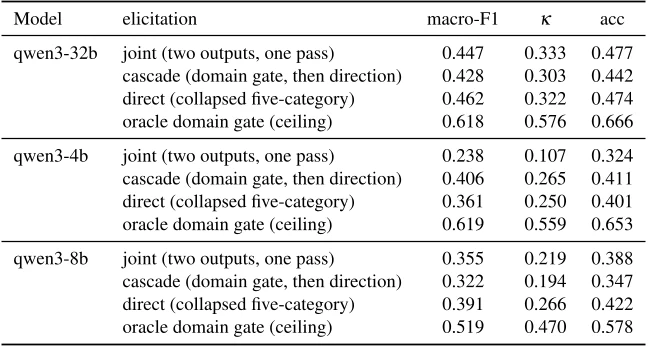 Model elicitation macro-F1 κ acc
qwen3-32b joint (two outputs, one pass) 0.447 0.333 0.477
cascade (domain gate, then direction) 0.428 0.303 0.442
direct (collapsed five-category) 0.462 0.322 0.474
oracle domain gate (ceiling) 0.618 0.576 0.666
qwen3-4b joint (two outputs, one pass) 0.238 0.107 0.324
cascade (domain gate, then direction) 0.406 0.265 0.411
direct (collapsed five-category) 0.361 0.250 0.401
oracle domain gate (ceiling) 0.619 0.559 0.653
qwen3-8b joint (two outputs, one pass) 0.355 0.219 0.388
cascade (domain gate, then direction) 0.322 0.194 0.347
direct (collapsed five-category) 0.391 0.266 0.422
oracle domain gate (ceiling) 0.519 0.470 0.578